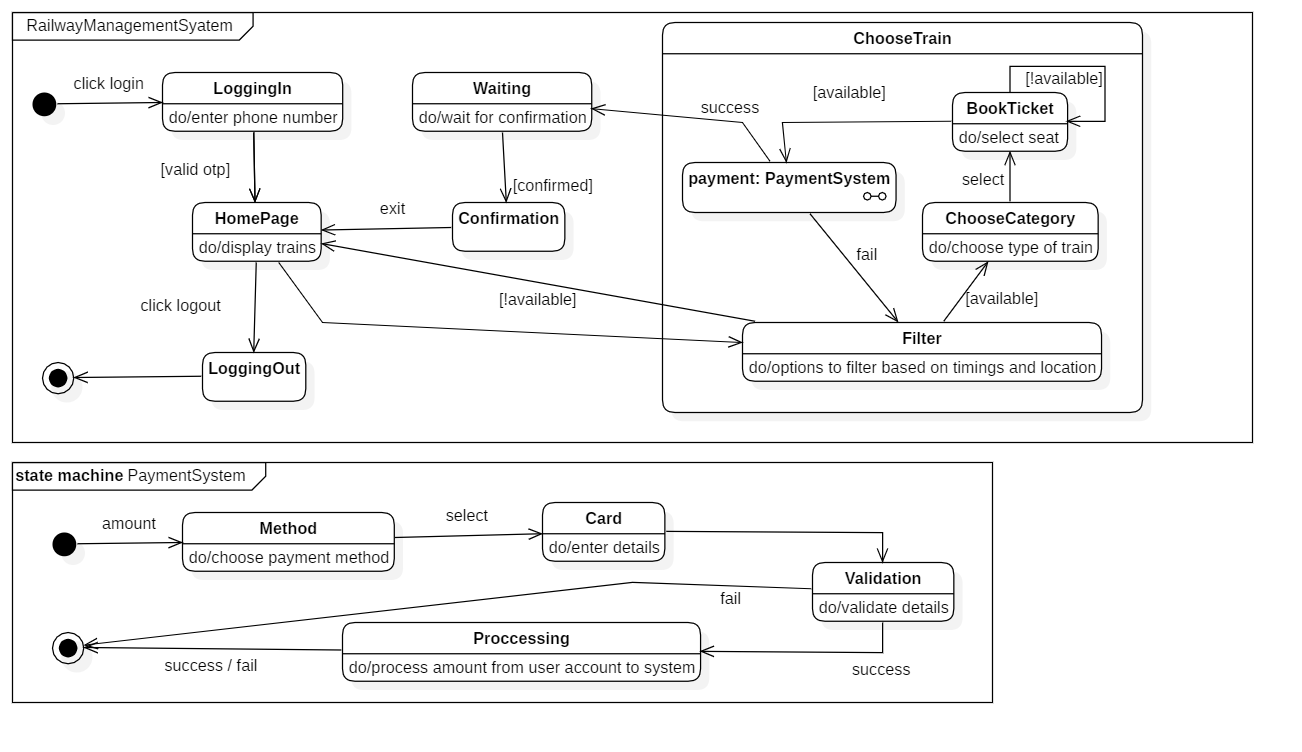 RailwayManagementSyatem
ChooseTrain
click login
LoggingIn
do/enter phone number
Waiting
do/wait for confirmation
success
[available]
[!available]
BookTicket
do/select seat
[valid otp]
[confirmed]
payment: PaymentSystem
select
HomePage
do/display trains
exit
Confirmation
ChooseCategory
do/choose type of train
fail
click logout
[!available]
[available]
LoggingOut
Filter
do/options to filter based on timings and location
state machine PaymentSystem
amount
Method
do/choose payment method
select
Card
do/enter details
Validation
do/validate details
fail
Proccessing
do/process amount from user account to system
success / fail
success